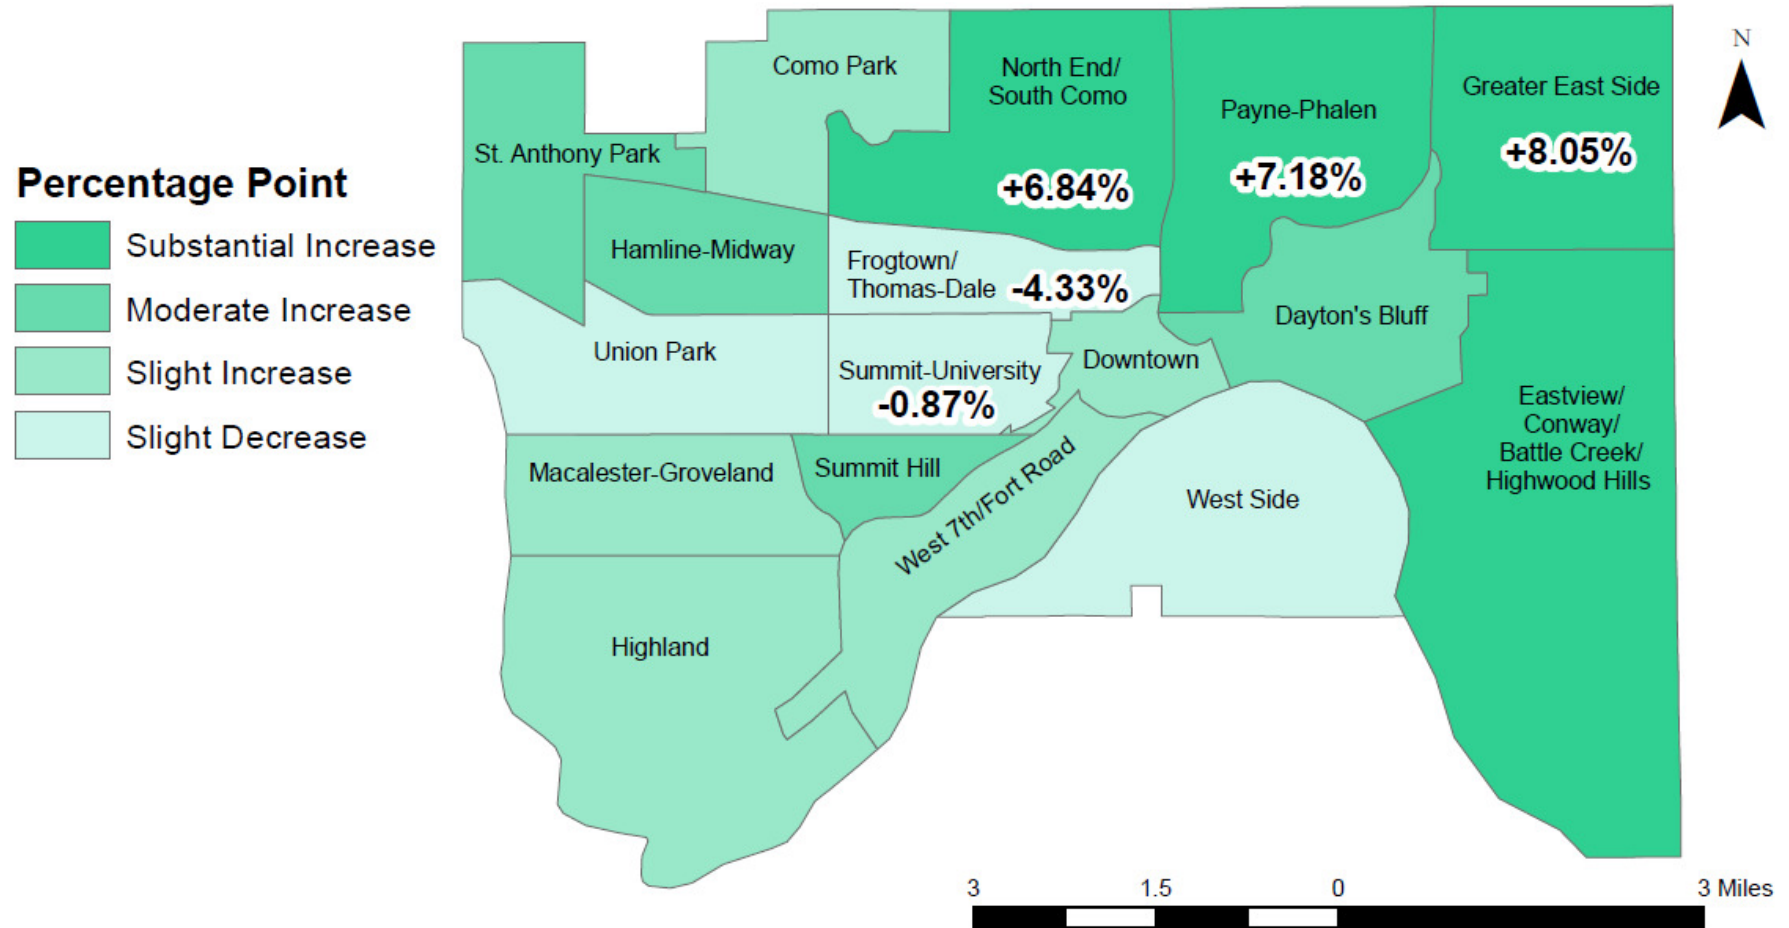 Percentage Point
Substantial Increase
Moderate Increase
Slight Increase
Slight Decrease
Como Park
North End/
South Como
+6.84%
Payne-Phalen
+7.18%
Greater East Side
+8.05%
N
St. Anthony Park
Hamline-Midway
Frogtown/
Thomas-Dale
-4.33%
Union Park
Summit-University
-0.87%
Downtown
Dayton's Bluff
Eastview/
Conway/
Battle Creek/
Highwood Hills
Macalester-Groveland
Summit Hill
West 7th/Fort Road
West Side
Highland
3 1.5 0 3 Miles